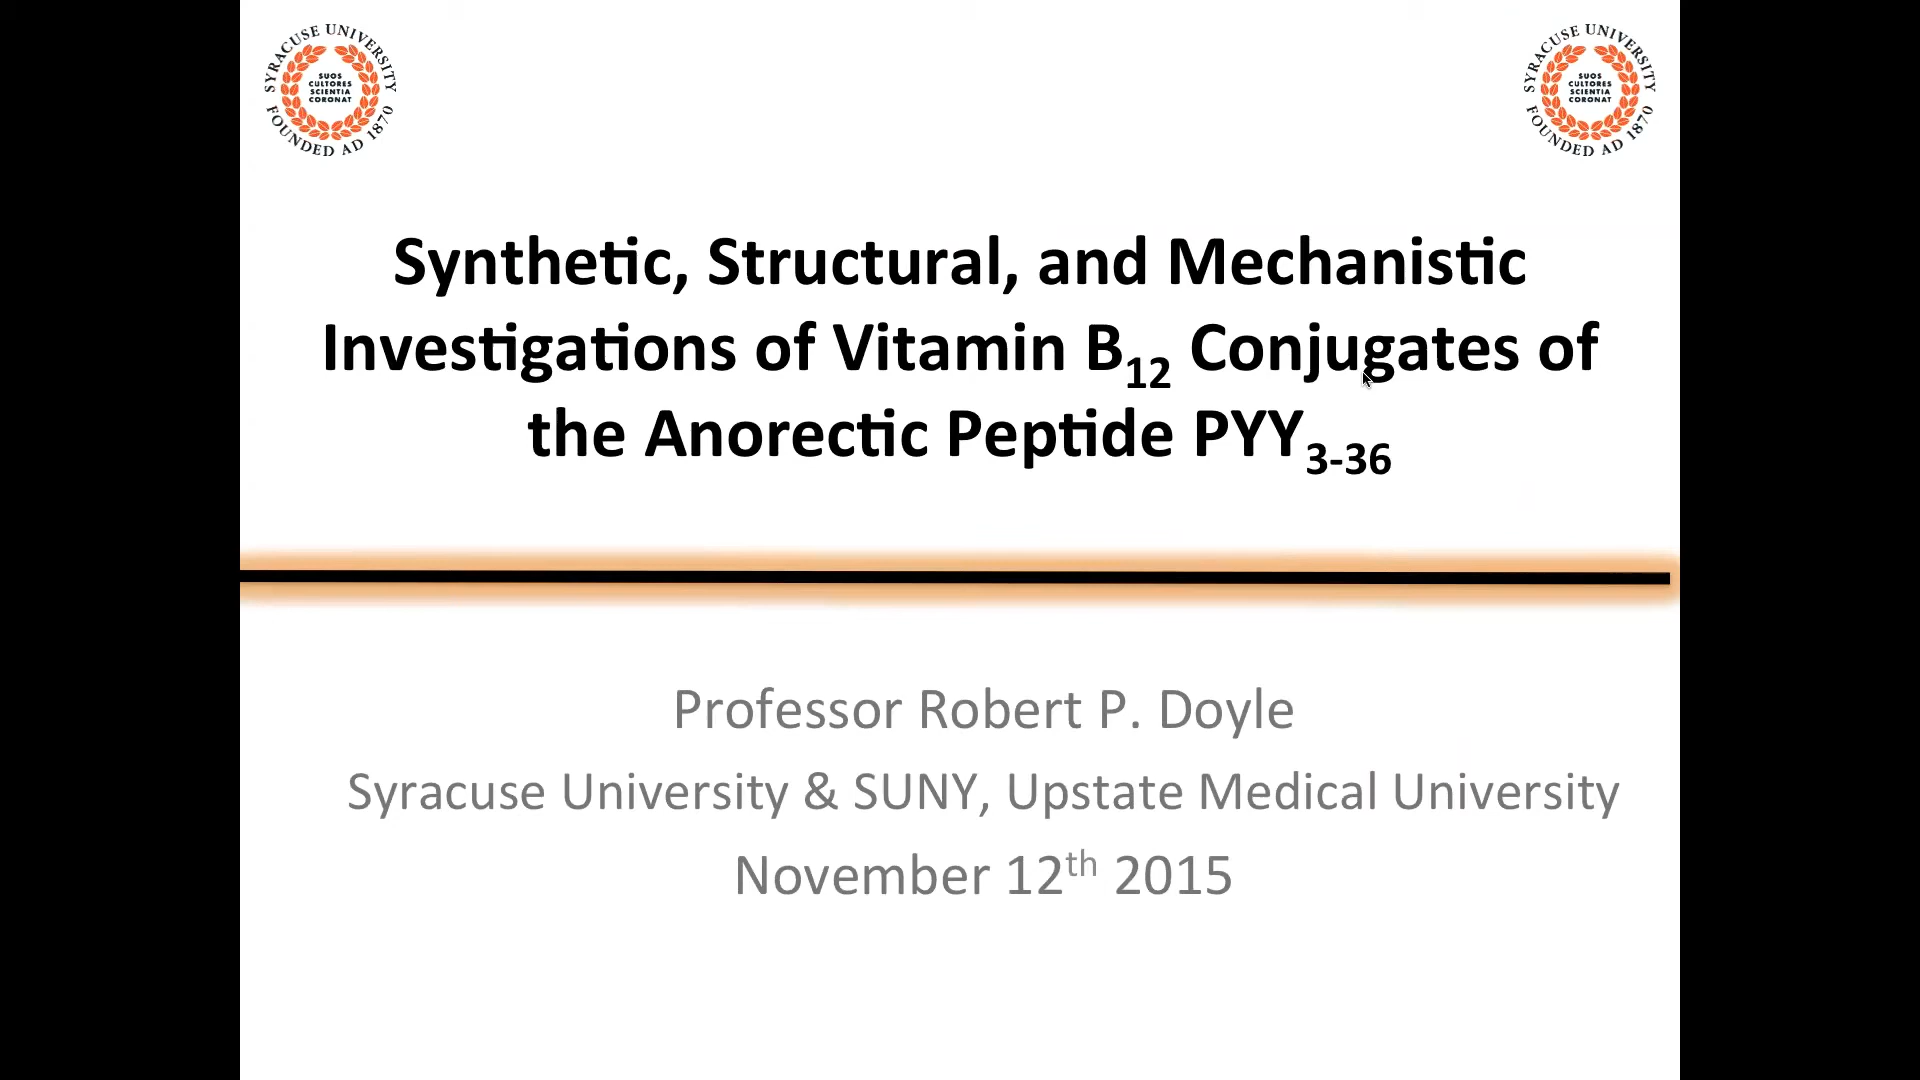 SYRACUSE UNIVERSITY
SUOS
CULTORES
SCIENTIA
CORONAT
FOUNDED AD 1870
SYRACUSE UNIVERSITY
SUOS
CULTORES
SCIENTIA
CORONAT
FOUNDED AD 1870
Synthetic, Structural, and Mechanistic
Investigations of Vitamin B₁₂ Conjugates of
the Anorectic Peptide PYY₃₋₃₆
Professor Robert P. Doyle
Syracuse University & SUNY, Upstate Medical University
November 12ᵗʰ 2015